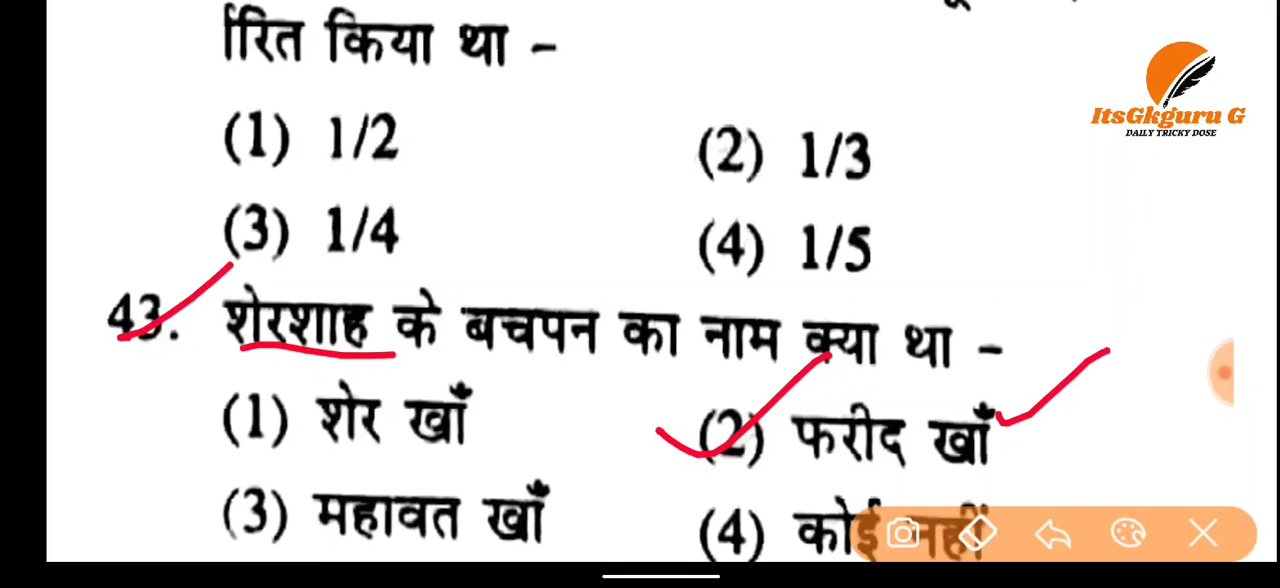 र्रित किया था -
ItsGkguru G
DAILY TRICKY DOSE
(1) 1/2 (2) 1/3
(3) 1/4 (4) 1/5
43. शेरशाह के बचपन का नाम क्या था -
(1) शेर खाँ (2) फरीद खाँ
(3) महावत खाँ (4) कोई नहीं